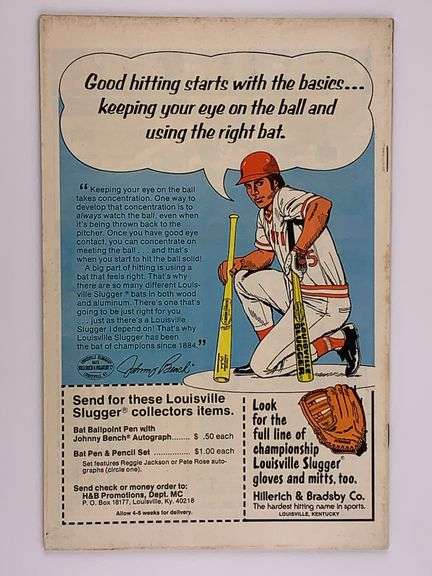 Good hitting starts with the basics...
keeping your eye on the ball and
using the right bat.
"Keeping your eye on the ball
takes concentration. One way to
develop that concentration is to
always watch the ball, even when
it's being thrown back to the
pitcher. Once you have good eye
contact, you can concentrate on
meeting the ball . . . and that's
when you start to hit the ball solid!
A big part of hitting is using a
bat that feels right. That's why
there are so many different Louis-
ville Slugger® bats in both wood
and aluminum. There's one that's
going to be just right for you
. . . just as there's a Louisville
Slugger I depend on! That's why
Louisville Slugger has been
the bat of champions since 1884."
Johnny Bench
Send for these Louisville
Slugger® collectors items.
Bat Ballpoint Pen with
Johnny Bench Autograph....... $ .50 each
Bat Pen & Pencil Set .............. $1.00 each
Set features Reggie Jackson or Pete Rose auto-
graphs (circle one).
Send check or money order to:
H&B Promotions, Dept. MC
P. O. Box 18177, Louisville, Ky. 40218
Allow 4-6 weeks for delivery.
Look
for the
full line of
championship
Louisville Slugger®
gloves and mitts, too.
Hillerich & Bradsby Co.
The hardest hitting name in sports.
LOUISVILLE, KENTUCKY